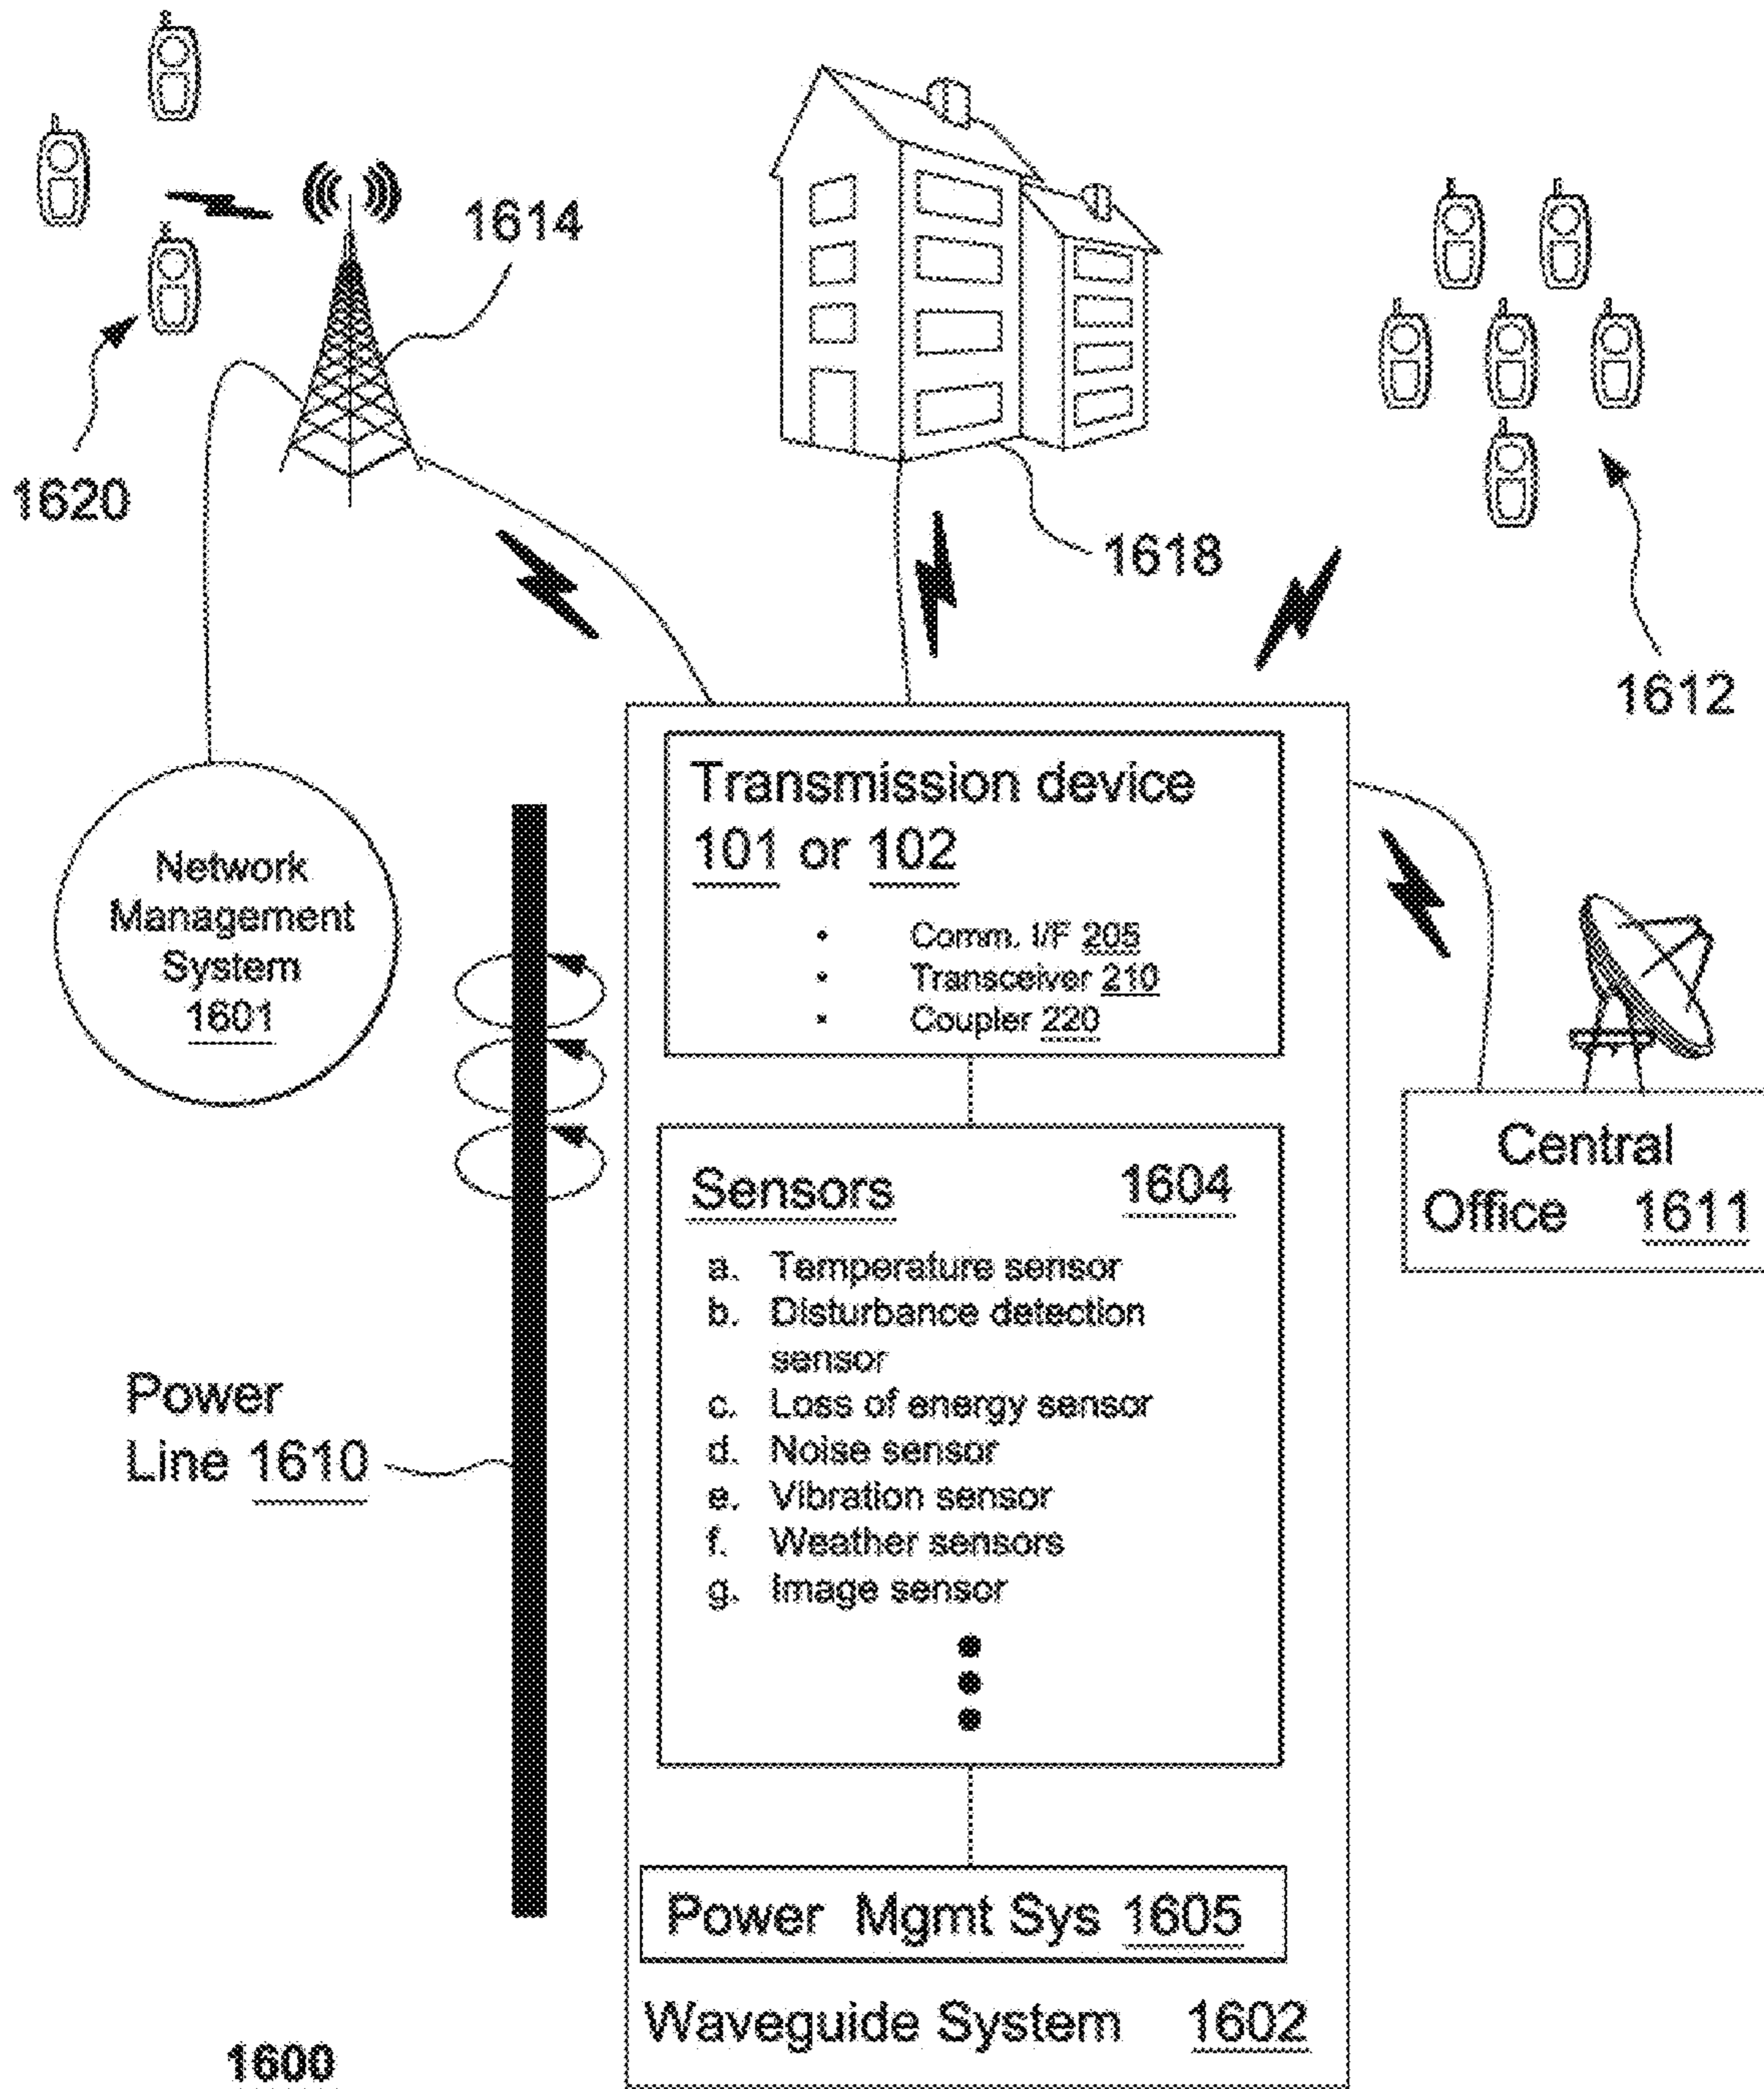 1614
1620
1618
1612
Network
Management
System
1601
Transmission device
101 or 102
• Comm. I/F 205
• Transceiver 210
• Coupler 220
Sensors 1604
a. Temperature sensor
b. Disturbance detection
sensor
c. Loss of energy sensor
d. Noise sensor
e. Vibration sensor
f. Weather sensors
g. Image sensor
Central
Office 1611
Power
Line 1610
Power Mgmt Sys 1605
Waveguide System 1602
1600